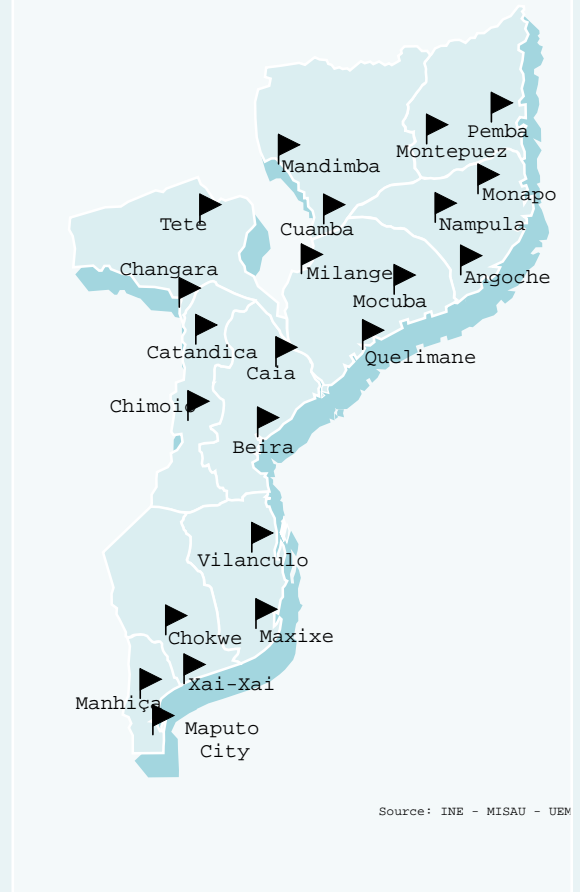 Pemba
Montepuez
Mandimba
Monapo
Tete
Cuamba
Nampula
Changara
Milange
Angoche
Mocuba
Catandica
Quelimane
Caia
Chimoio
Beira
Vilanculo
Chokwe
Maxixe
Xai-Xai
Manhiça
Maputo
City
Source: INE - MISAU - UEM